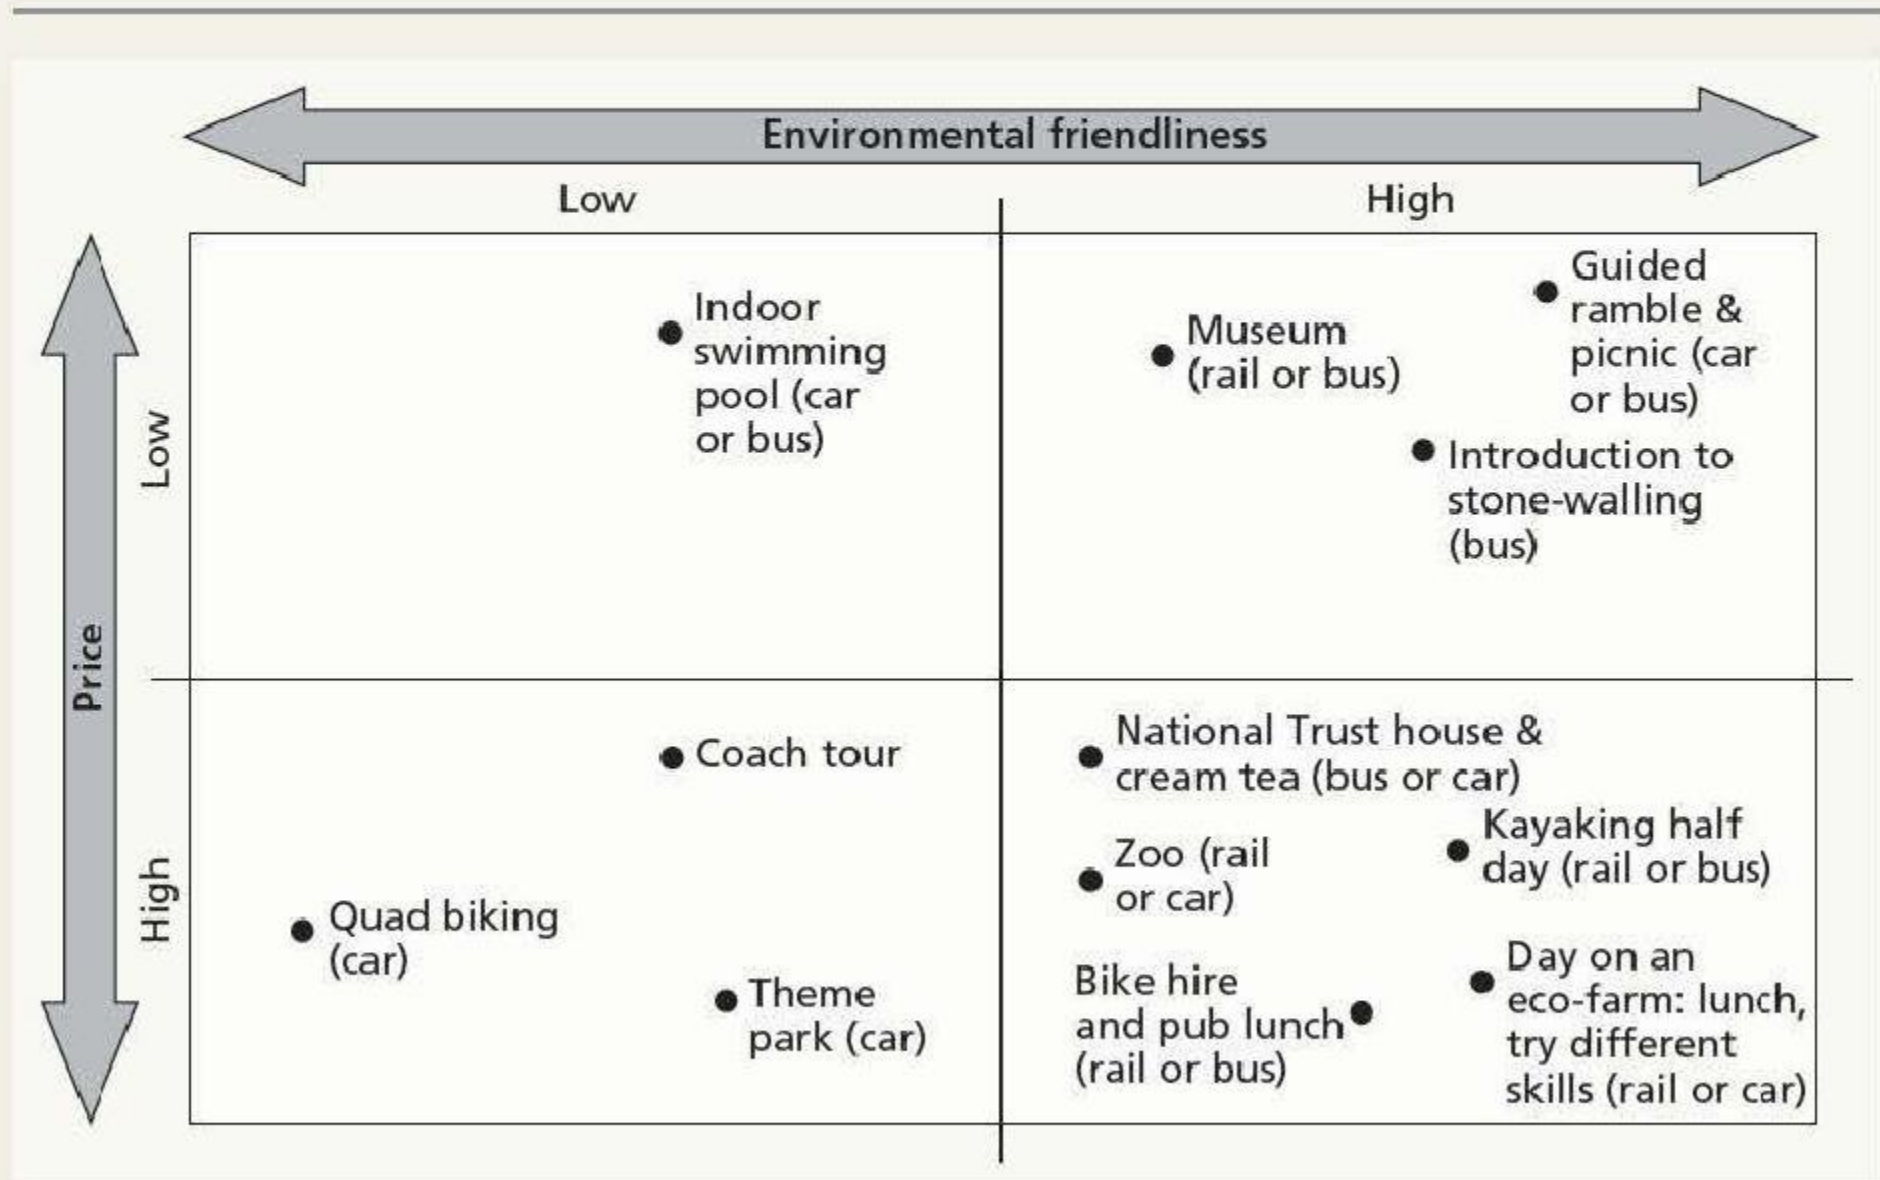 Environmental friendliness
Low
High
Price
Low
High
Indoor
swimming
pool (car
or bus)
Museum
(rail or bus)
Guided
ramble &
picnic (car
or bus)
Introduction to
stone-walling
(bus)
Coach tour
Quad biking
(car)
Theme
park (car)
National Trust house &
cream tea (bus or car)
Zoo (rail
or car)
Kayaking half
day (rail or bus)
Bike hire
and pub lunch
(rail or bus)
Day on an
eco-farm: lunch,
try different
skills (rail or car)